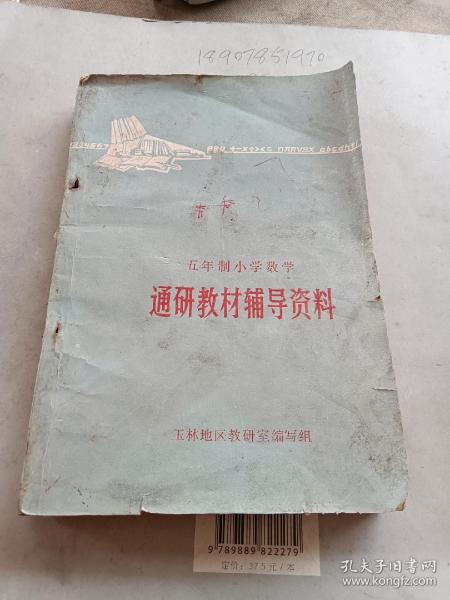 18907851970
五年制小学数学
通研教材辅导资料
玉林地区教研室编写组
9 789889 822279
定价：37.5元/本
孔夫子旧书网
www.kongfz.com